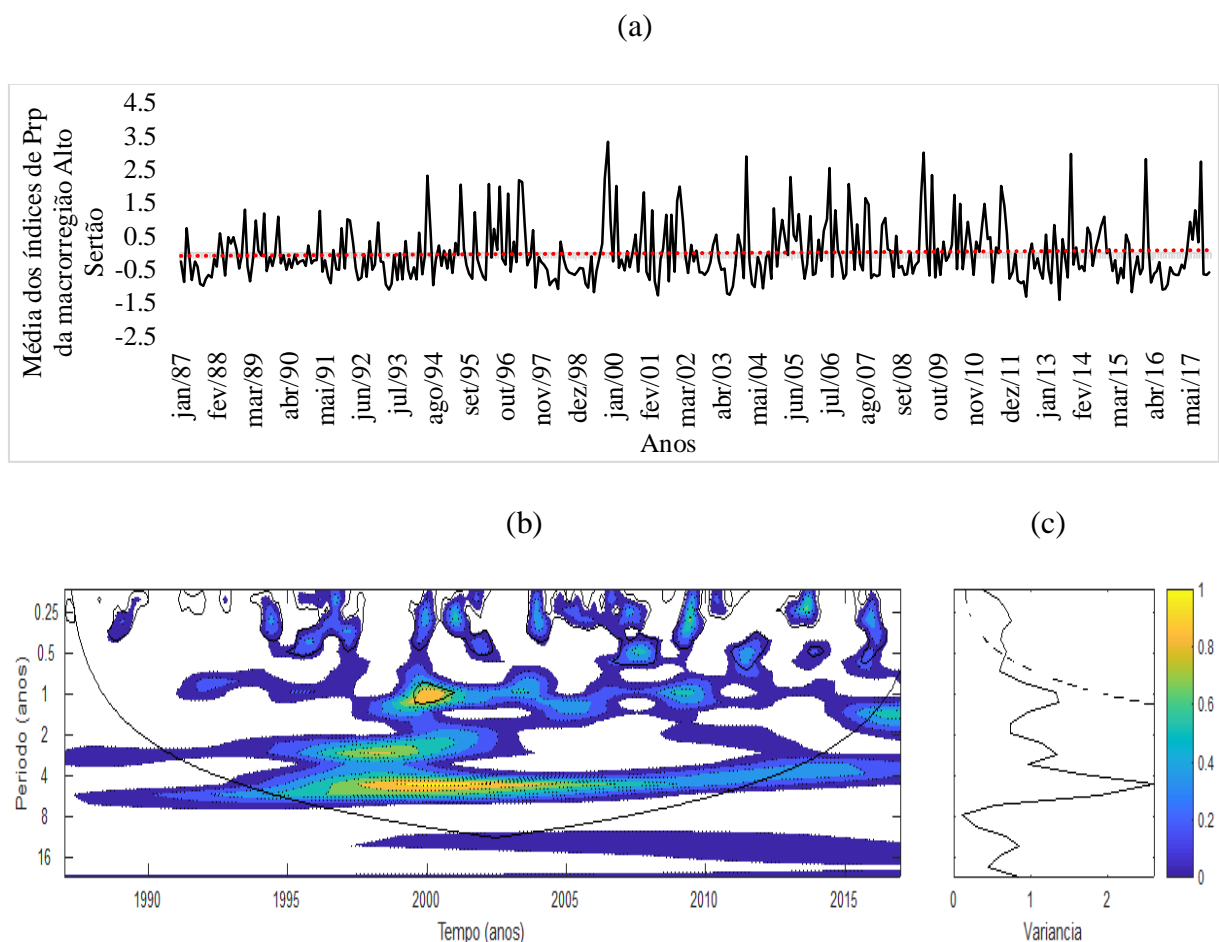 (a)
Média dos índices de Prp
da macrorregião Alto
Sertão
4.5
3.5
2.5
1.5
0.5
-0.5
-1.5
-2.5
jan/87
fev/88
mar/89
abr/90
mai/91
jun/92
jul/93
ago/94
set/95
out/96
nov/97
dez/98
jan/00
fev/01
mar/02
abr/03
mai/04
jun/05
jul/06
ago/07
set/08
out/09
nov/10
dez/11
jan/13
fev/14
mar/15
abr/16
mai/17
Anos
(b)
(c)
Periodo (anos)
0.25
0.5
1
2
4
8
16
1990
1995
2000
2005
2010
2015
Tempo (anos)
0
1
2
Variancia
1
0.8
0.6
0.4
0.2
0